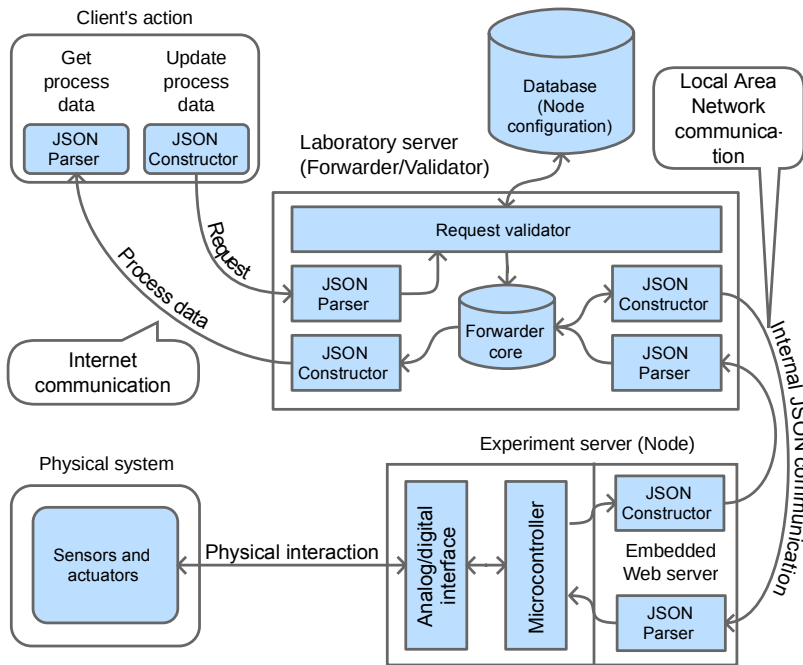 Client's action
Get
process
data
Update
process
data
JSON
Parser
JSON
Constructor
Database
(Node
configuration)
Local Area
Network
communica-
tion
Laboratory server
(Forwarder/Validator)
Request validator
Request
Process data
JSON
Parser
JSON
Constructor
Forwarder
core
JSON
Constructor
JSON
Parser
Internet
communication
Internal JSON communication
Physical system
Sensors and
actuators
Physical interaction
Experiment server (Node)
Analog/digital
interface
Microcontroller
JSON
Constructor
Embedded
Web server
JSON
Parser